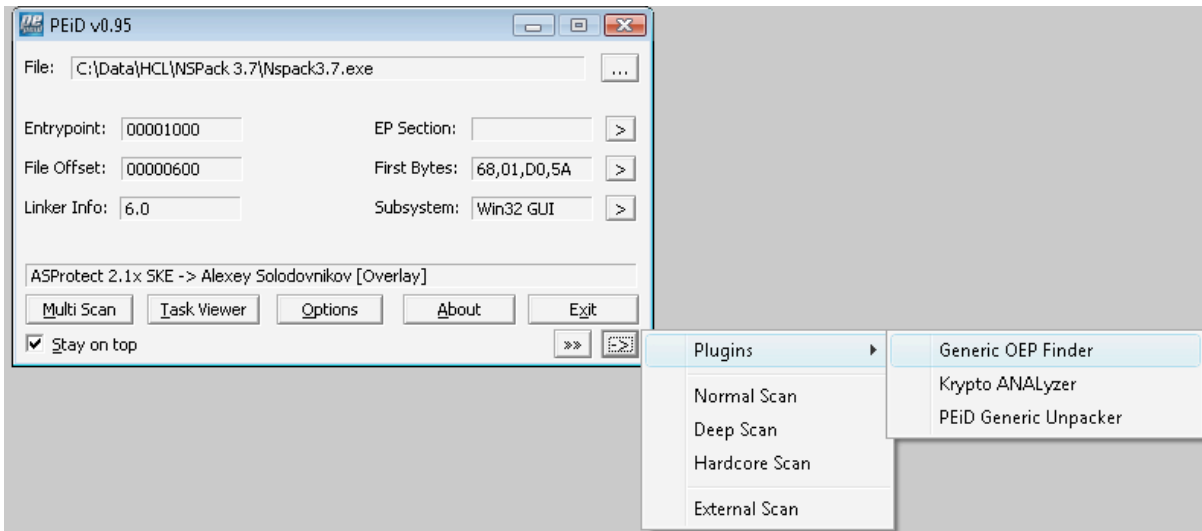 PEiD v0.95
File: C:\Data\HCL\NSPack 3.7\Nspack3.7.exe ...
Entrypoint: 00001000 EP Section: >
File Offset: 00000600 First Bytes: 68,01,D0,5A >
Linker Info: 6.0 Subsystem: Win32 GUI >
ASProtect 2.1x SKE -> Alexey Solodovnikov [Overlay]
Multi Scan Task Viewer Options About Exit
Stay on top »» ->
Plugins
Normal Scan
Deep Scan
Hardcore Scan
External Scan
Generic OEP Finder
Krypto ANALyzer
PEiD Generic Unpacker